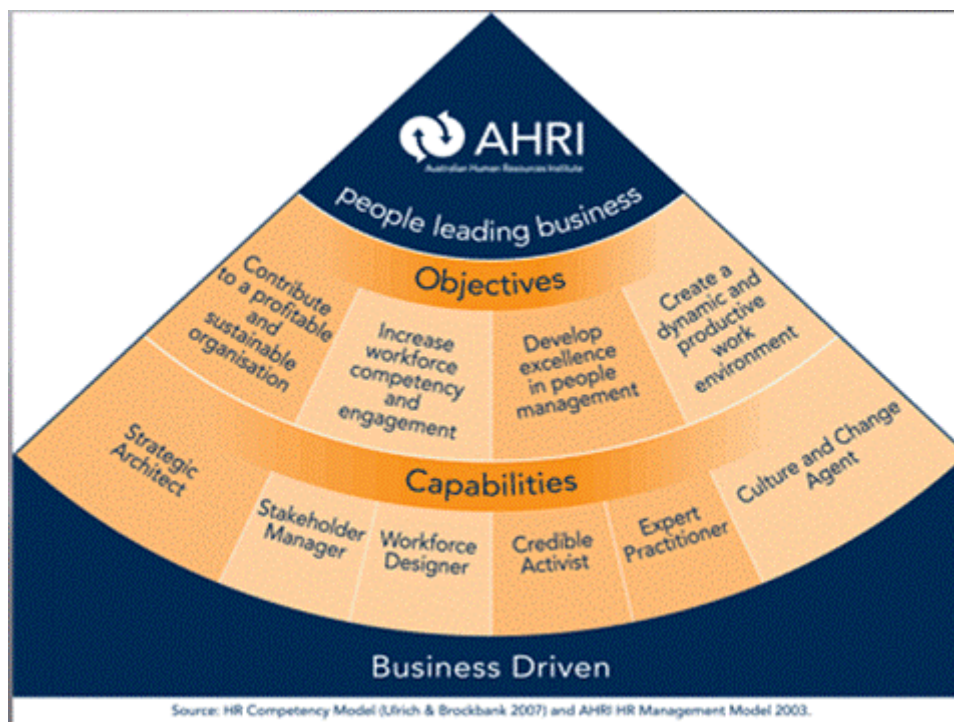 AHRI
Australian Human Resources Institute
people leading business
Objectives
Contribute
to a profitable
and
sustainable
organisation
Increase
workforce
competency
and
engagement
Develop
excellence
in people
management
Create a
dynamic and
productive
work
environment
Capabilities
Strategic
Architect
Stakeholder
Manager
Workforce
Designer
Credible
Activist
Expert
Practitioner
Culture and Change
Agent
Business Driven
Source: HR Competency Model (Ulrich & Brockbank 2007) and AHRI HR Management Model 2003.